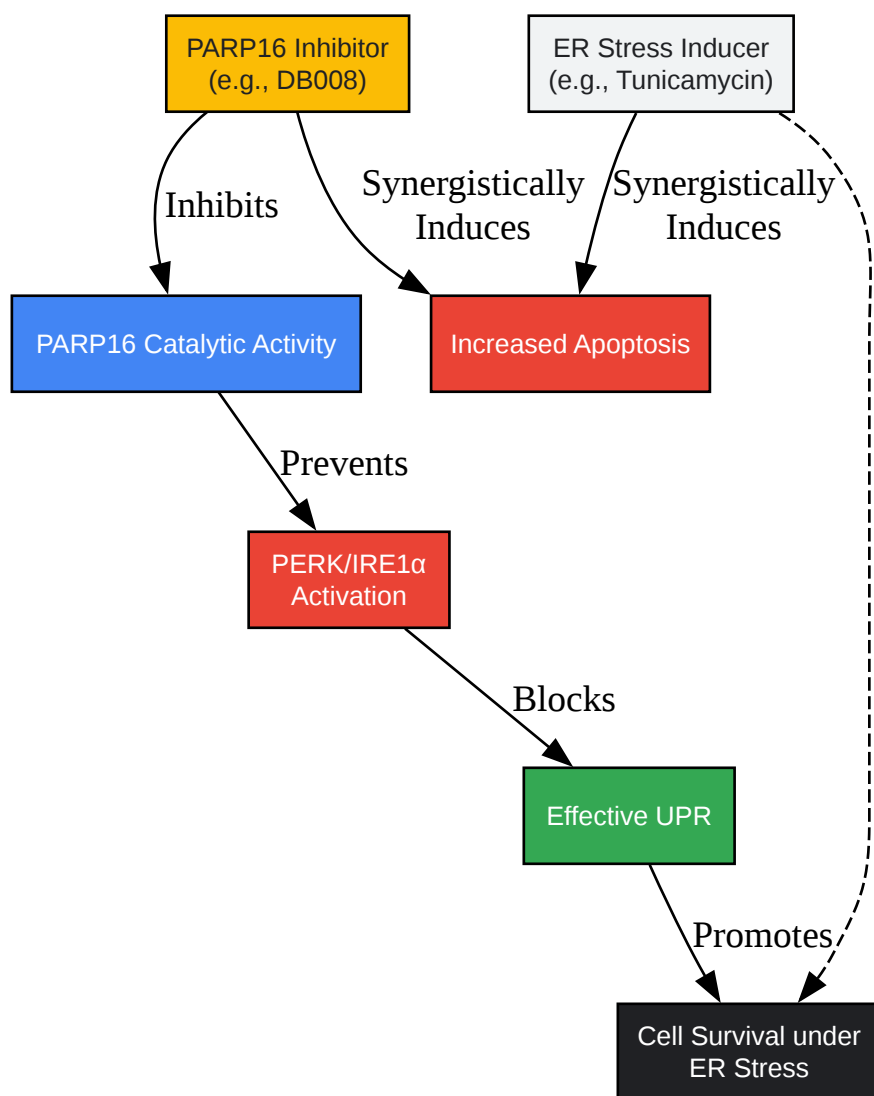 PARP16 Inhibitor
(e.g., DB008)
ER Stress Inducer
(e.g., Tunicamycin)
Inhibits
Synergistically
Induces
Synergistically
Induces
PARP16 Catalytic Activity
Increased Apoptosis
Prevents
PERK/IRE1α
Activation
Blocks
Effective UPR
Promotes
Cell Survival under
ER Stress